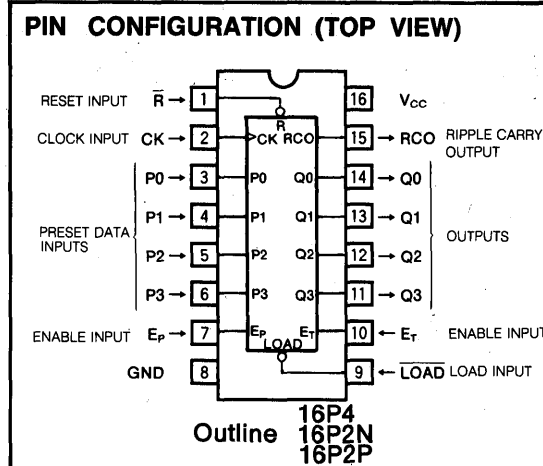 PIN CONFIGURATION (TOP VIEW)
RESET INPUT R̅ → 1 R 16 VCC
CLOCK INPUT CK → 2 CK RCO 15 → RCO RIPPLE CARRY OUTPUT
PRESET DATA INPUTS
P0 → 3 P0 Q0 14 → Q0
P1 → 4 P1 Q1 13 → Q1
P2 → 5 P2 Q2 12 → Q2
P3 → 6 P3 Q3 11 → Q3
OUTPUTS
ENABLE INPUT EP → 7 EP ET 10 ← ET ENABLE INPUT
GND 8 LOAD 9 ← L̅O̅A̅D̅ LOAD INPUT
Outline 16P4
16P2N
16P2P